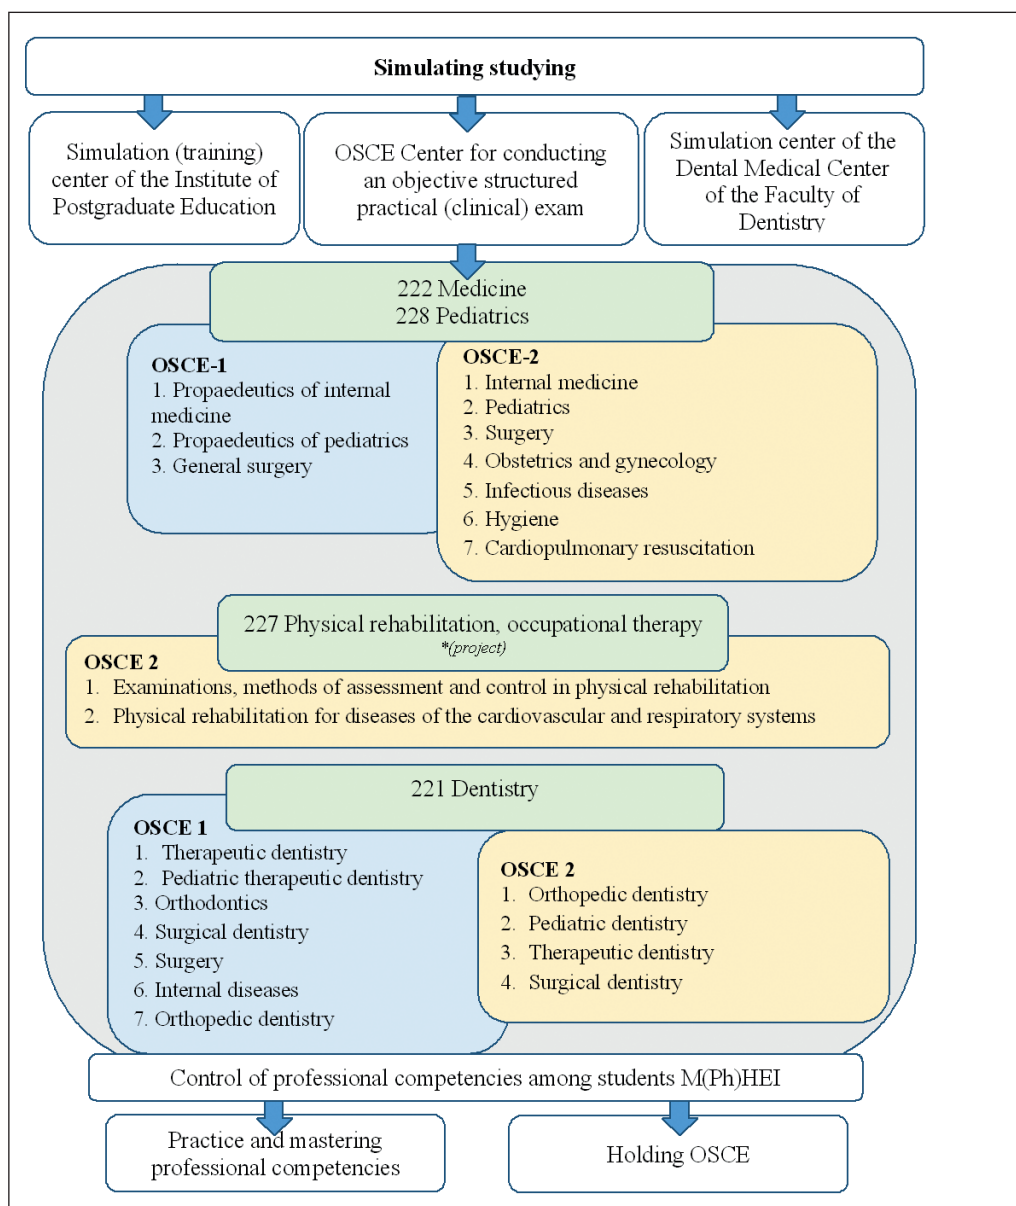 Simulating studying
Simulation (training)
center of the Institute of
Postgraduate Education
OSCE Center for conducting
an objective structured
practical (clinical) exam
Simulation center of the
Dental Medical Center
of the Faculty of
Dentistry
222 Medicine
228 Pediatrics
OSCE-1
1. Propaedeutics of internal
medicine
2. Propaedeutics of pediatrics
3. General surgery
OSCE-2
1. Internal medicine
2. Pediatrics
3. Surgery
4. Obstetrics and gynecology
5. Infectious diseases
6. Hygiene
7. Cardiopulmonary resuscitation
227 Physical rehabilitation, occupational therapy
*(project)
OSCE 2
1. Examinations, methods of assessment and control in physical rehabilitation
2. Physical rehabilitation for diseases of the cardiovascular and respiratory systems
221 Dentistry
OSCE 1
1. Therapeutic dentistry
2. Pediatric therapeutic dentistry
3. Orthodontics
4. Surgical dentistry
5. Surgery
6. Internal diseases
7. Orthopedic dentistry
OSCE 2
1. Orthopedic dentistry
2. Pediatric dentistry
3. Therapeutic dentistry
4. Surgical dentistry
Control of professional competencies among students M(Ph)HEI
Practice and mastering
professional competencies
Holding OSCE